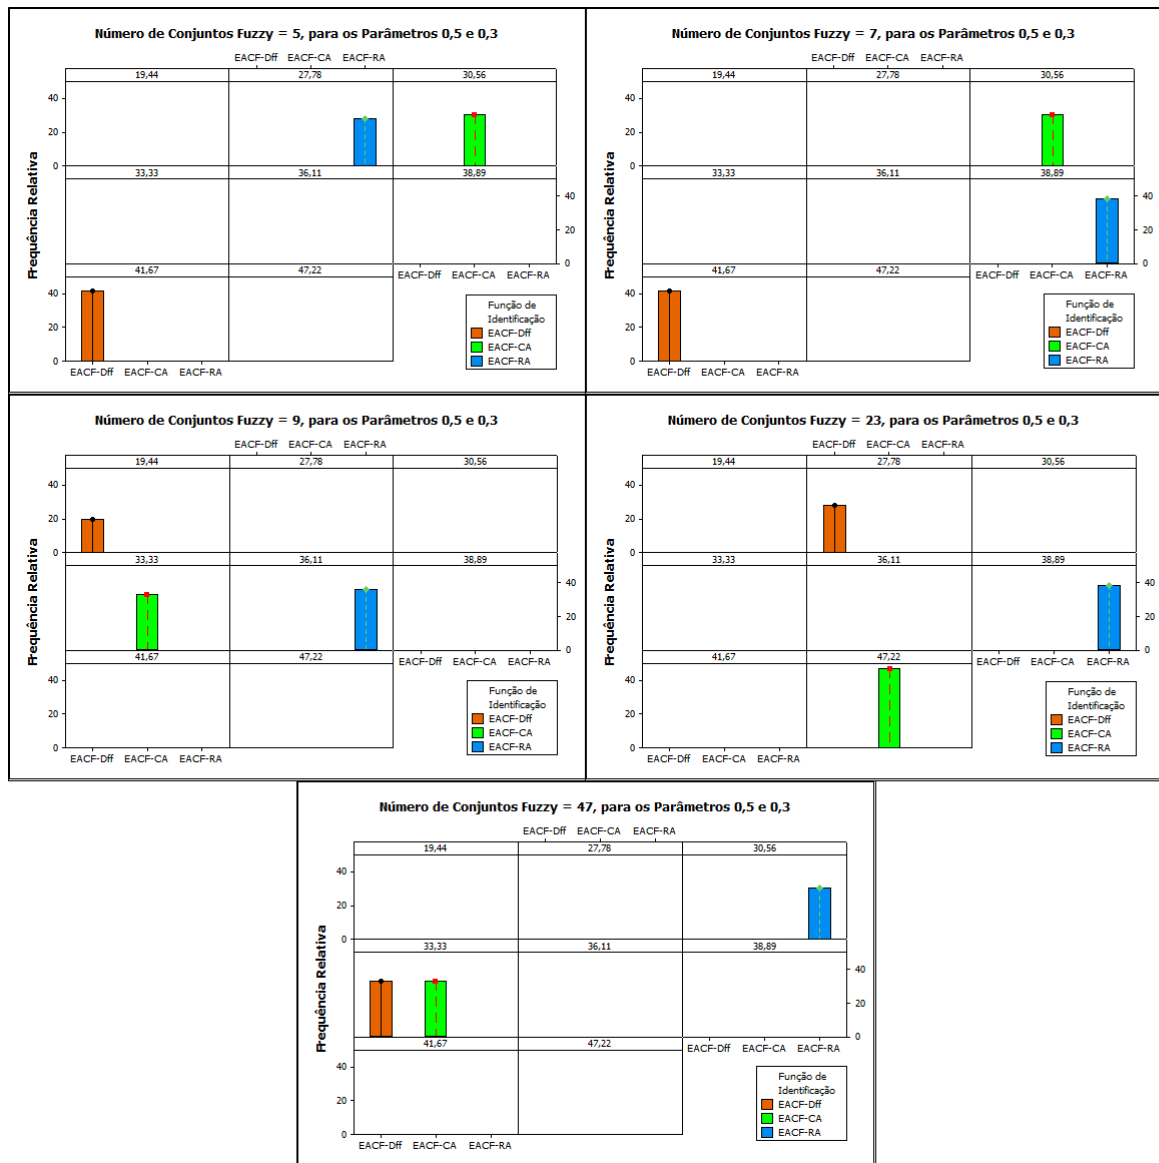 Número de Conjuntos Fuzzy = 5, para os Parâmetros 0,5 e 0,3
EACF-Dff EACF-CA EACF-RA
19,44 27,78 30,56
40
20
0
33,33 36,11 38,89
40
20
0
41,67 47,22 EACF-Dff EACF-CA EACF-RA
40
20
0
EACF-Dff EACF-CA EACF-RA
Frequência Relativa
Função de
Identificação
EACF-Dff
EACF-CA
EACF-RA
Número de Conjuntos Fuzzy = 7, para os Parâmetros 0,5 e 0,3
EACF-Dff EACF-CA EACF-RA
19,44 27,78 30,56
40
20
0
33,33 36,11 38,89
40
20
0
41,67 47,22 EACF-Dff EACF-CA EACF-RA
40
20
0
EACF-Dff EACF-CA EACF-RA
Frequência Relativa
Função de
Identificação
EACF-Dff
EACF-CA
EACF-RA
Número de Conjuntos Fuzzy = 9, para os Parâmetros 0,5 e 0,3
EACF-Dff EACF-CA EACF-RA
19,44 27,78 30,56
40
20
0
33,33 36,11 38,89
40
20
0
41,67 47,22 EACF-Dff EACF-CA EACF-RA
40
20
0
EACF-Dff EACF-CA EACF-RA
Frequência Relativa
Função de
Identificação
EACF-Dff
EACF-CA
EACF-RA
Número de Conjuntos Fuzzy = 23, para os Parâmetros 0,5 e 0,3
EACF-Dff EACF-CA EACF-RA
19,44 27,78 30,56
40
20
0
33,33 36,11 38,89
40
20
0
41,67 47,22 EACF-Dff EACF-CA EACF-RA
40
20
0
EACF-Dff EACF-CA EACF-RA
Frequência Relativa
Função de
Identificação
EACF-Dff
EACF-CA
EACF-RA
Número de Conjuntos Fuzzy = 47, para os Parâmetros 0,5 e 0,3
EACF-Dff EACF-CA EACF-RA
19,44 27,78 30,56
40
20
0
33,33 36,11 38,89
40
20
0
41,67 47,22 EACF-Dff EACF-CA EACF-RA
40
20
0
EACF-Dff EACF-CA EACF-RA
Frequência Relativa
Função de
Identificação
EACF-Dff
EACF-CA
EACF-RA